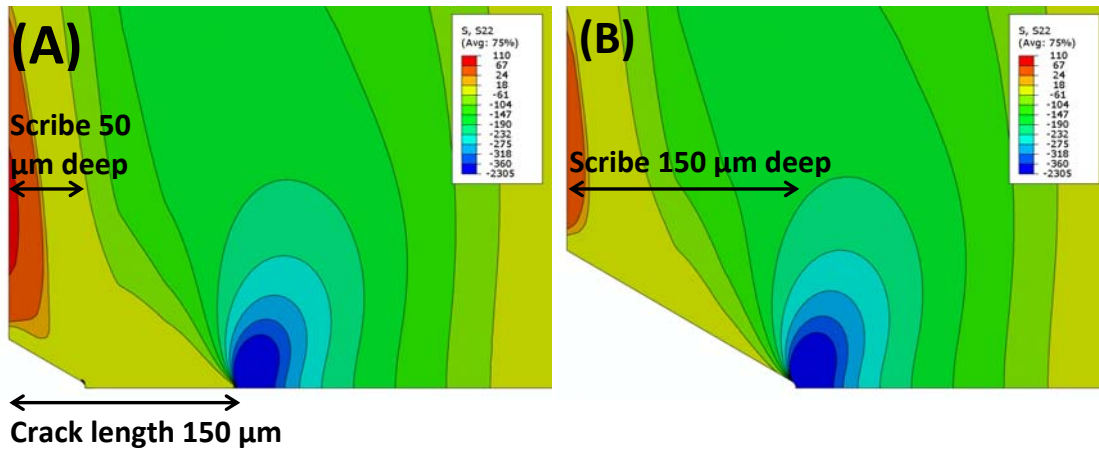 (A)
S, S22
(Avg: 75%)
110
67
24
18
-61
-104
-147
-190
-232
-275
-318
-360
-2305
Scribe 50
µm deep
Crack length 150 µm
(B)
S, S22
(Avg: 75%)
110
67
24
18
-61
-104
-147
-190
-232
-275
-318
-360
-2305
Scribe 150 µm deep